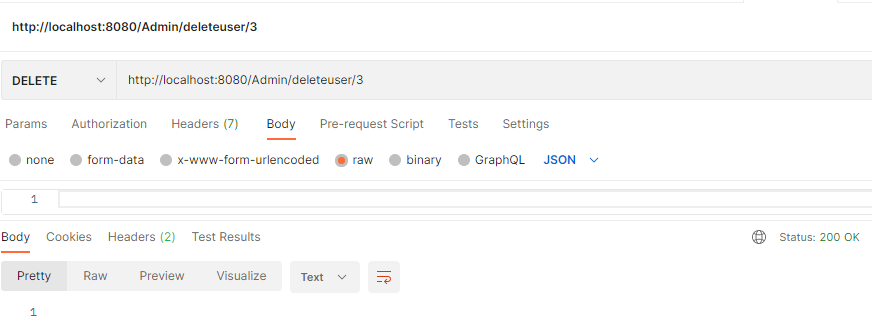 http://localhost:8080/Admin/deleteuser/3
DELETE http://localhost:8080/Admin/deleteuser/3
Params Authorization Headers (7) Body Pre-request Script Tests Settings
none form-data x-www-form-urlencoded raw binary GraphQL JSON
1
Body Cookies Headers (2) Test Results Status: 200 OK
Pretty Raw Preview Visualize Text
1